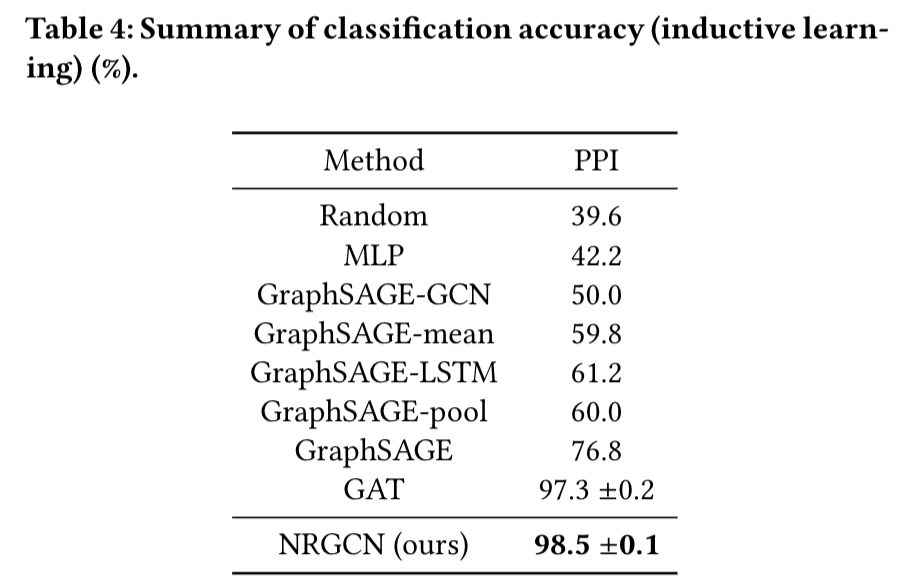 Table 4: Summary of classification accuracy (inductive learn-
ing) (%).
Method PPI
Random 39.6
MLP 42.2
GraphSAGE-GCN 50.0
GraphSAGE-mean 59.8
GraphSAGE-LSTM 61.2
GraphSAGE-pool 60.0
GraphSAGE 76.8
GAT 97.3 ±0.2
NRGCN (ours) 98.5 ±0.1